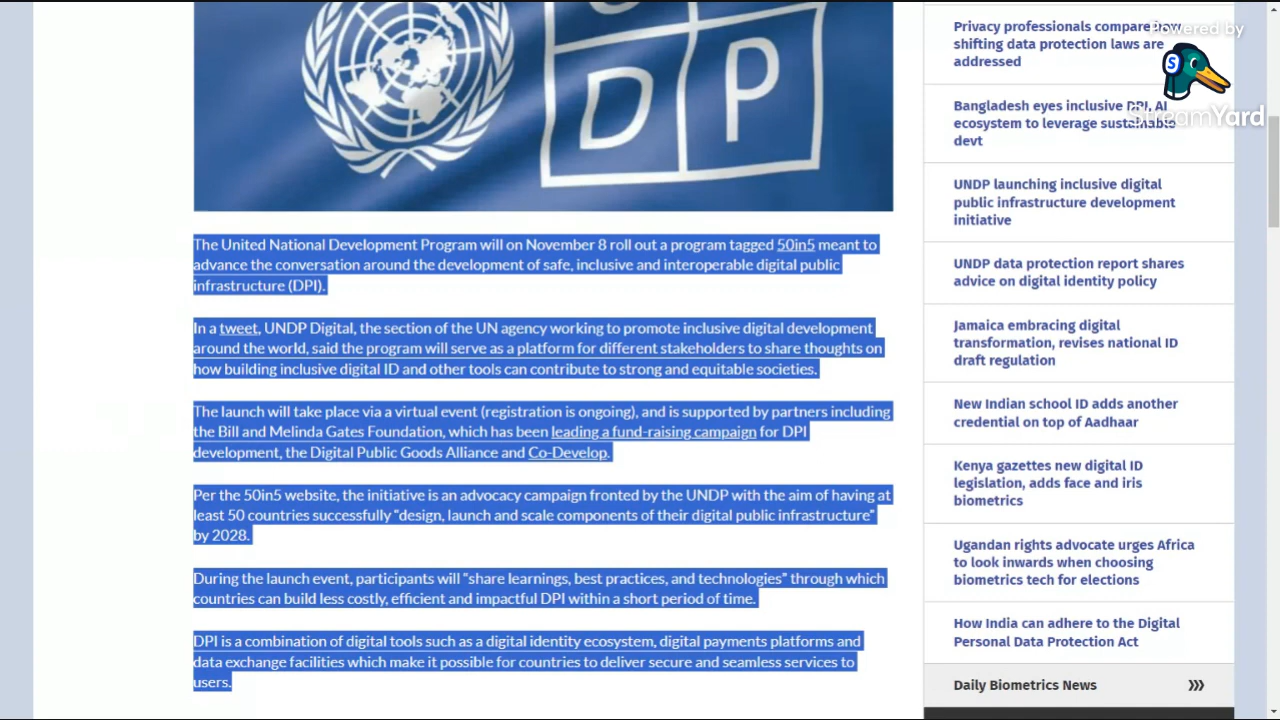 D P
The United National Development Program will on November 8 roll out a program tagged 50in5 meant to
advance the conversation around the development of safe, inclusive and interoperable digital public
infrastructure (DPI).
In a tweet, UNDP Digital, the section of the UN agency working to promote inclusive digital development
around the world, said the program will serve as a platform for different stakeholders to share thoughts on
how building inclusive digital ID and other tools can contribute to strong and equitable societies.
The launch will take place via a virtual event (registration is ongoing), and is supported by partners including
the Bill and Melinda Gates Foundation, which has been leading a fund-raising campaign for DPI
development, the Digital Public Goods Alliance and Co-Develop.
Per the 50in5 website, the initiative is an advocacy campaign fronted by the UNDP with the aim of having at
least 50 countries successfully "design, launch and scale components of their digital public infrastructure"
by 2028.
During the launch event, participants will "share learnings, best practices, and technologies" through which
countries can build less costly, efficient and impactful DPI within a short period of time.
DPI is a combination of digital tools such as a digital identity ecosystem, digital payments platforms and
data exchange facilities which make it possible for countries to deliver secure and seamless services to
users.
Privacy professionals compare how
shifting data protection laws are
addressed
Bangladesh eyes inclusive DPI, AI
ecosystem to leverage sustainable
devt
UNDP launching inclusive digital
public infrastructure development
initiative
UNDP data protection report shares
advice on digital identity policy
Jamaica embracing digital
transformation, revises national ID
draft regulation
New Indian school ID adds another
credential on top of Aadhaar
Kenya gazettes new digital ID
legislation, adds face and iris
biometrics
Ugandan rights advocate urges Africa
to look inwards when choosing
biometrics tech for elections
How India can adhere to the Digital
Personal Data Protection Act
Daily Biometrics News
Powered by
S
StreamYard